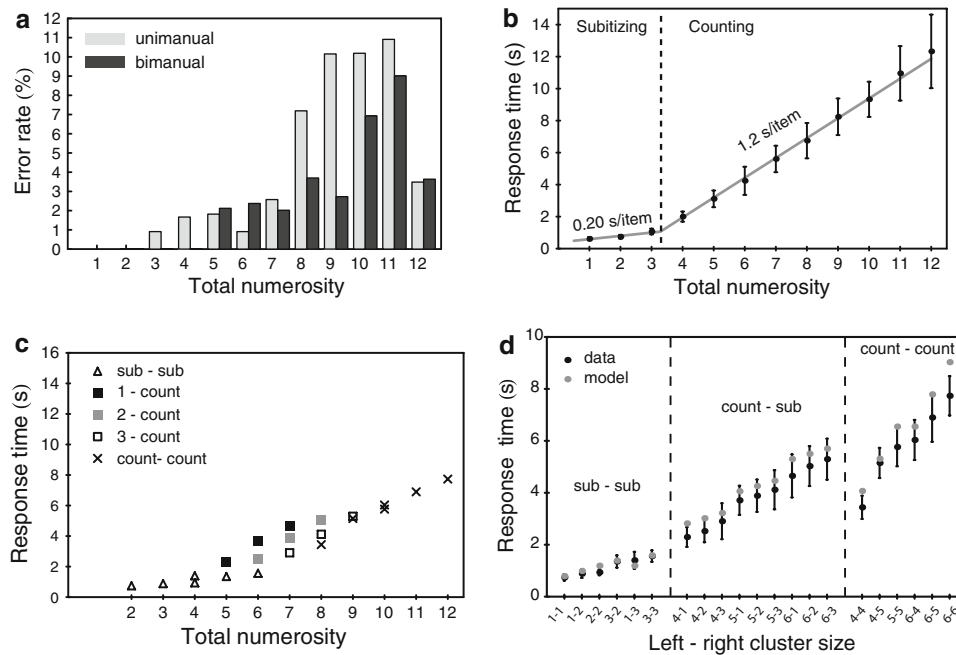 a
unimanual
bimanual
Error rate (%)
12
11
10
9
8
7
6
5
4
3
2
1
0
1 2 3 4 5 6 7 8 9 10 11 12
Total numerosity
b
Subitizing Counting
Response time (s)
16
14
12
10
8
6
4
2
0
0.20 s/item
1.2 s/item
1 2 3 4 5 6 7 8 9 10 11 12
Total numerosity
c
sub - sub
1 - count
2 - count
3 - count
count- count
Response time (s)
16
14
12
10
8
6
4
2
0
2 3 4 5 6 7 8 9 10 11 12
Total numerosity
d
data
model
sub - sub
count - sub
count - count
Response time (s)
10
8
6
4
2
0
1-1 1-2 2-2 3-2 1-3 3-3 4-1 4-2 4-3 5-1 5-2 5-3 6-1 6-2 6-3 4-4 4-5 5-5 6-4 6-5 6-6
Left - right cluster size